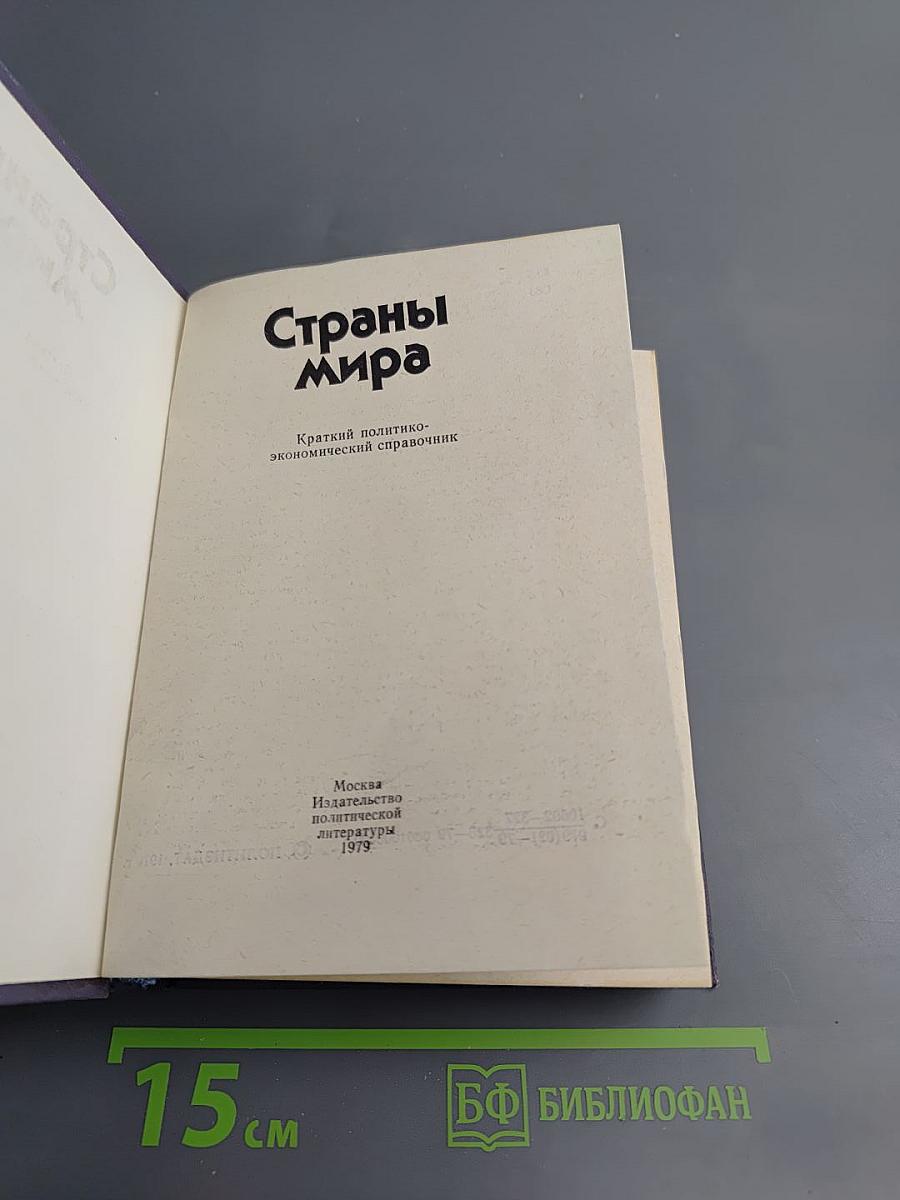 Страны
мира
Краткий политико-
экономический справочник
Москва
Издательство
политической
литературы
1979
15 см
БФ БИБЛИОФАН